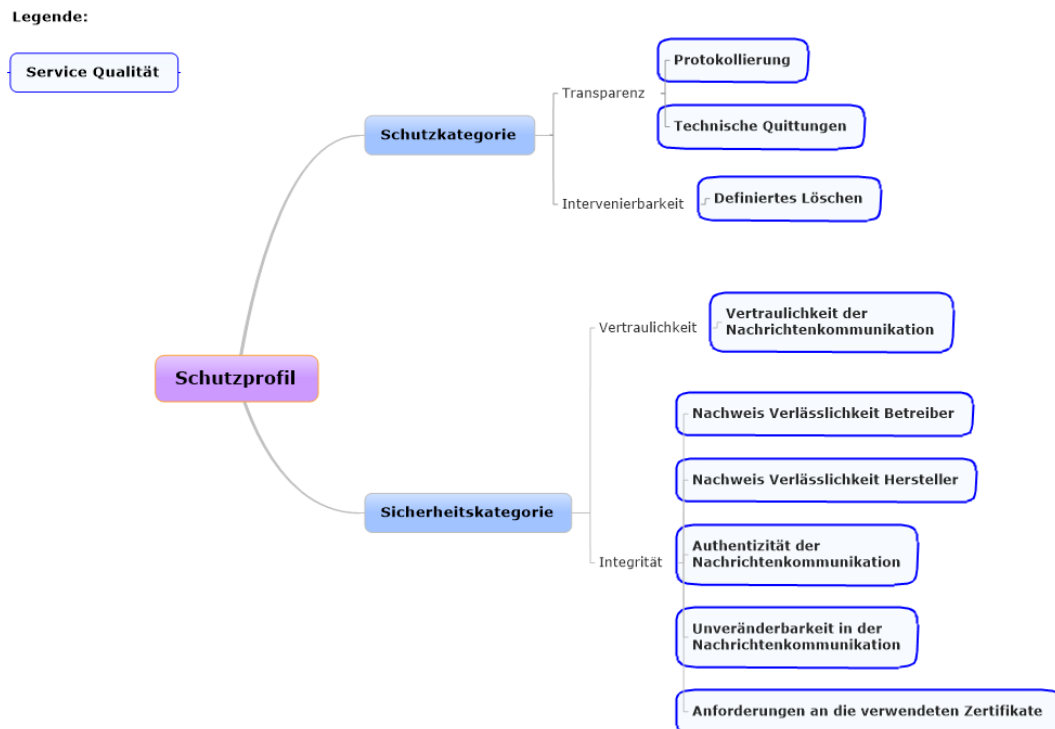 Legende:
Service Qualität
Schutzprofil
Schutzkategorie
Transparenz
Protokollierung
Technische Quittungen
Intervenierbarkeit
Definiertes Löschen
Sicherheitskategorie
Vertraulichkeit
Vertraulichkeit der
Nachrichtenkommunikation
Integrität
Nachweis Verlässlichkeit Betreiber
Nachweis Verlässlichkeit Hersteller
Authentizität der
Nachrichtenkommunikation
Unveränderbarkeit in der
Nachrichtenkommunikation
Anforderungen an die verwendeten Zertifikate